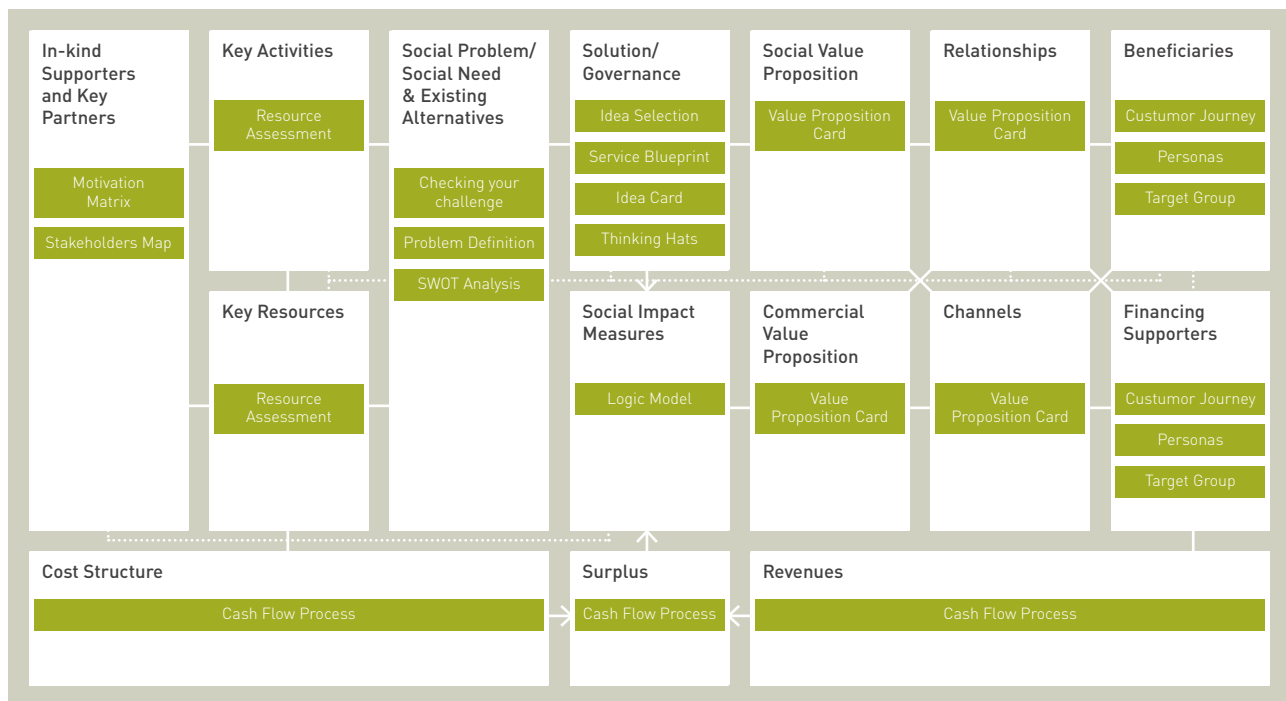 In-kind
Supporters
and Key
Partners
Motivation
Matrix
Stakeholders Map
Key Activities
Resource
Assessment
Key Resources
Resource
Assessment
Social Problem/
Social Need
& Existing
Alternatives
Checking your
challenge
Problem Definition
SWOT Analysis
Solution/
Governance
Idea Selection
Service Blueprint
Idea Card
Thinking Hats
Social Impact
Measures
Logic Model
Social Value
Proposition
Value Proposition
Card
Commercial
Value
Proposition
Value
Proposition Card
Relationships
Value Proposition
Card
Channels
Value
Proposition Card
Beneficiaries
Custumor Journey
Personas
Target Group
Financing
Supporters
Custumor Journey
Personas
Target Group
Cost Structure
Cash Flow Process
Surplus
Cash Flow Process
Revenues
Cash Flow Process